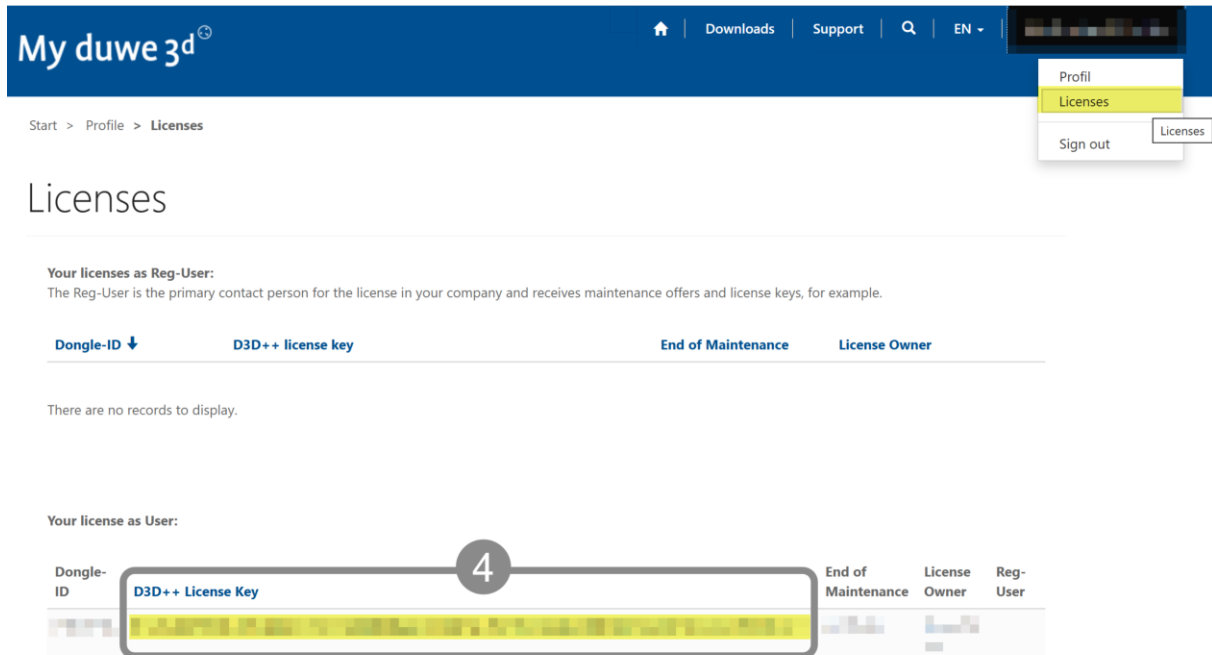 My duwe 3d
Downloads
Support
EN
Profil
Licenses
Licenses
Sign out
Start > Profile > Licenses
Licenses
Your licenses as Reg-User:
The Reg-User is the primary contact person for the license in your company and receives maintenance offers and license keys, for example.
Dongle-ID D3D++ license key End of Maintenance License Owner
There are no records to display.
Your license as User:
4
Dongle-
ID
D3D++ License Key
End of
Maintenance
License
Owner
Reg-
User